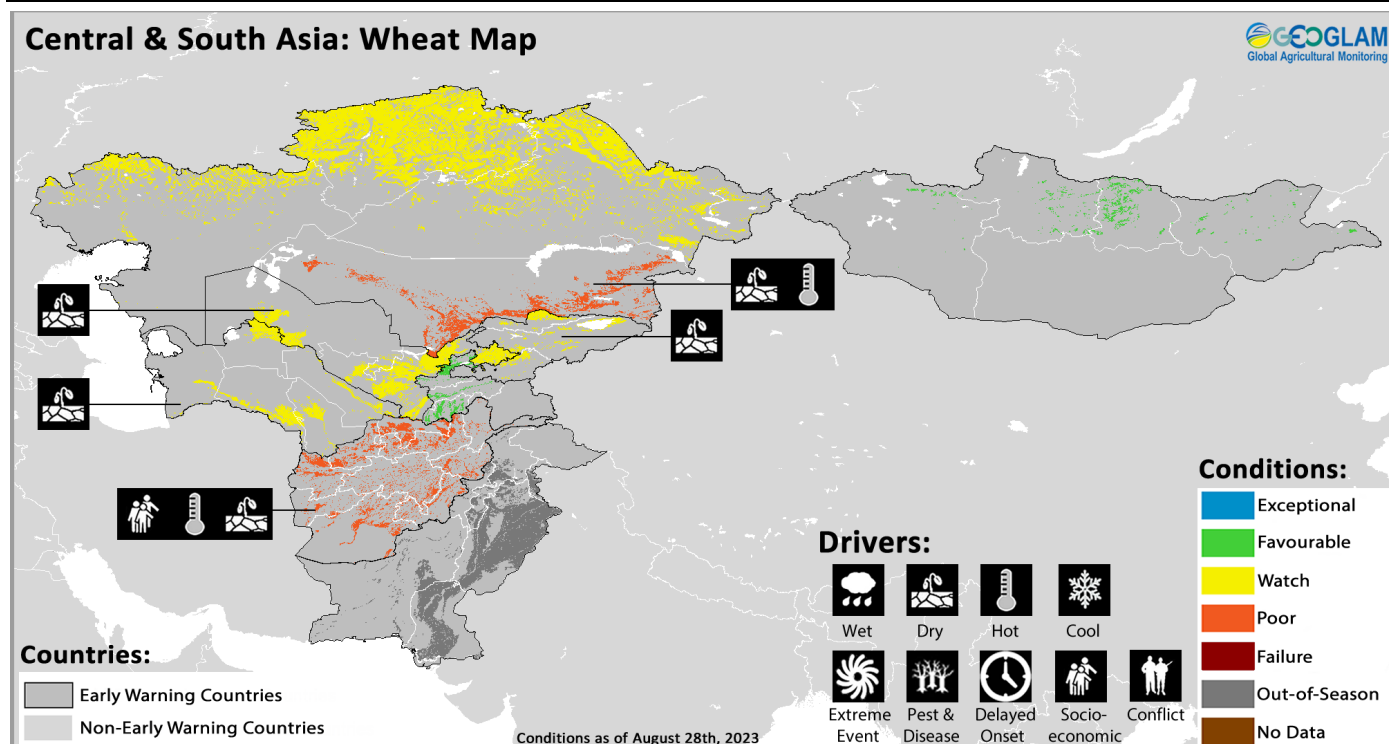 Central & South Asia: Wheat Map
GEOGLAM
Global Agricultural Monitoring
Countries:
Early Warning Countries
Non-Early Warning Countries
Conditions as of August 28th, 2023
Drivers:
Wet
Dry
Hot
Cool
Extreme
Event
Pest &
Disease
Delayed
Onset
Socio-
economic
Conflict
Conditions:
Exceptional
Favourable
Watch
Poor
Failure
Out-of-Season
No Data